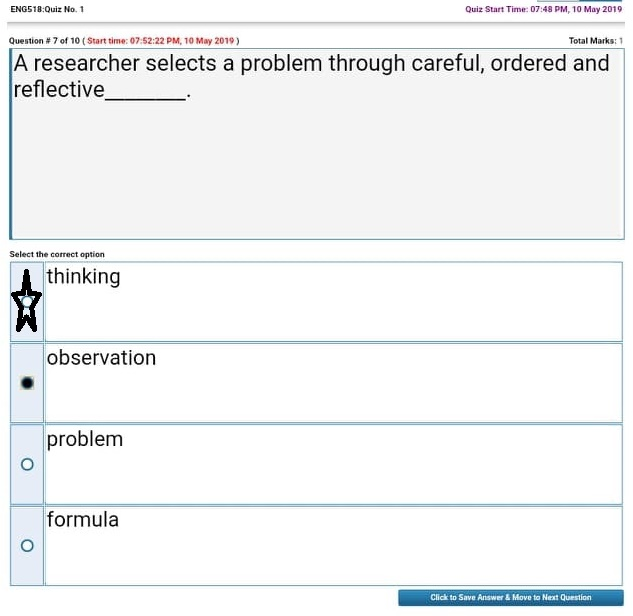 ENG518:Quiz No. 1
Quiz Start Time: 07:48 PM, 10 May 2019
Question # 7 of 10 ( Start time: 07:52:22 PM, 10 May 2019 )
Total Marks: 1
A researcher selects a problem through careful, ordered and
reflective________.
Select the correct option
thinking
observation
problem
formula
Click to Save Answer & Move to Next Question